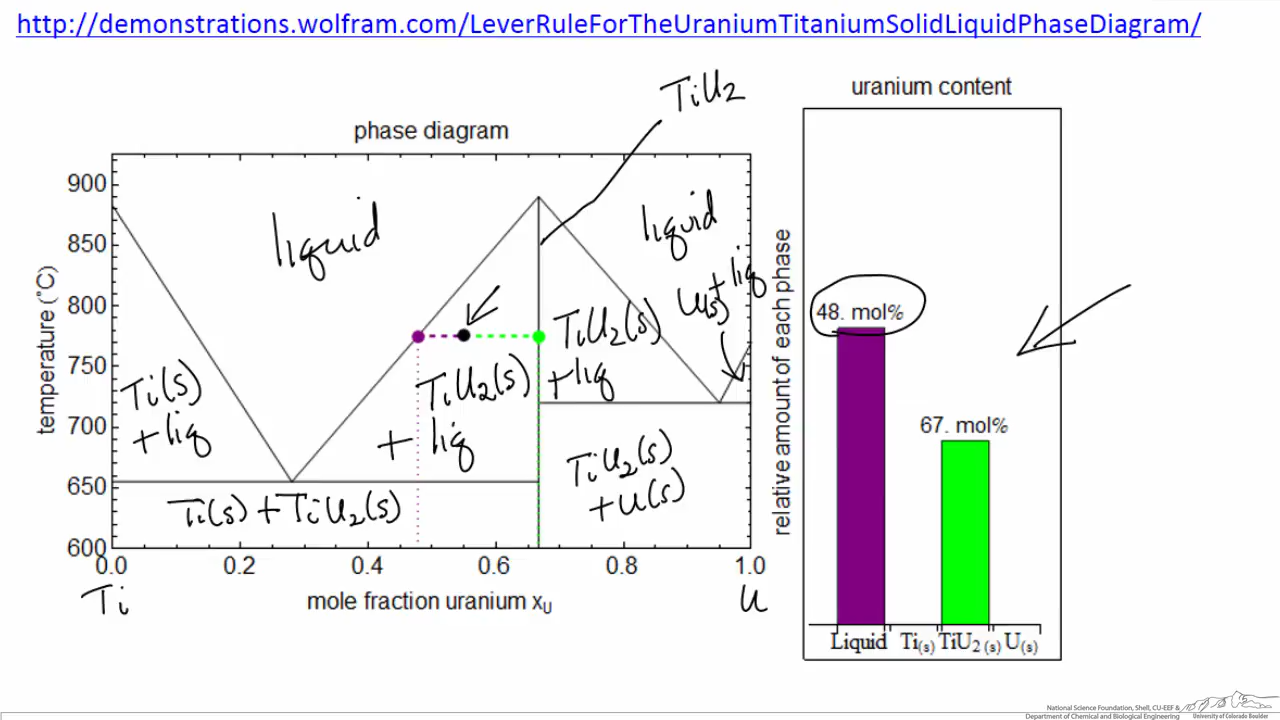 http://demonstrations.wolfram.com/LeverRuleForTheUraniumTitaniumSolidLiquidPhaseDiagram/
uranium content
TiU2
phase diagram
900
850
800
750
700
650
600
temperature (°C)
liquid
liquid
U(s) + liq
TiU2(s)
+ liq
TiU2(s)
+ liq
Ti(s)
+ liq
TiU2(s)
+ U(s)
Ti(s) + TiU2(s)
0.0 0.2 0.4 0.6 0.8 1.0
Ti
mole fraction uranium xU
U
relative amount of each phase
48. mol%
67. mol%
Liquid Ti(s) TiU2 (s) U(s)
National Science Foundation, Shell, CU-EEF &
Department of Chemical and Biological Engineering
University of Colorado Boulder